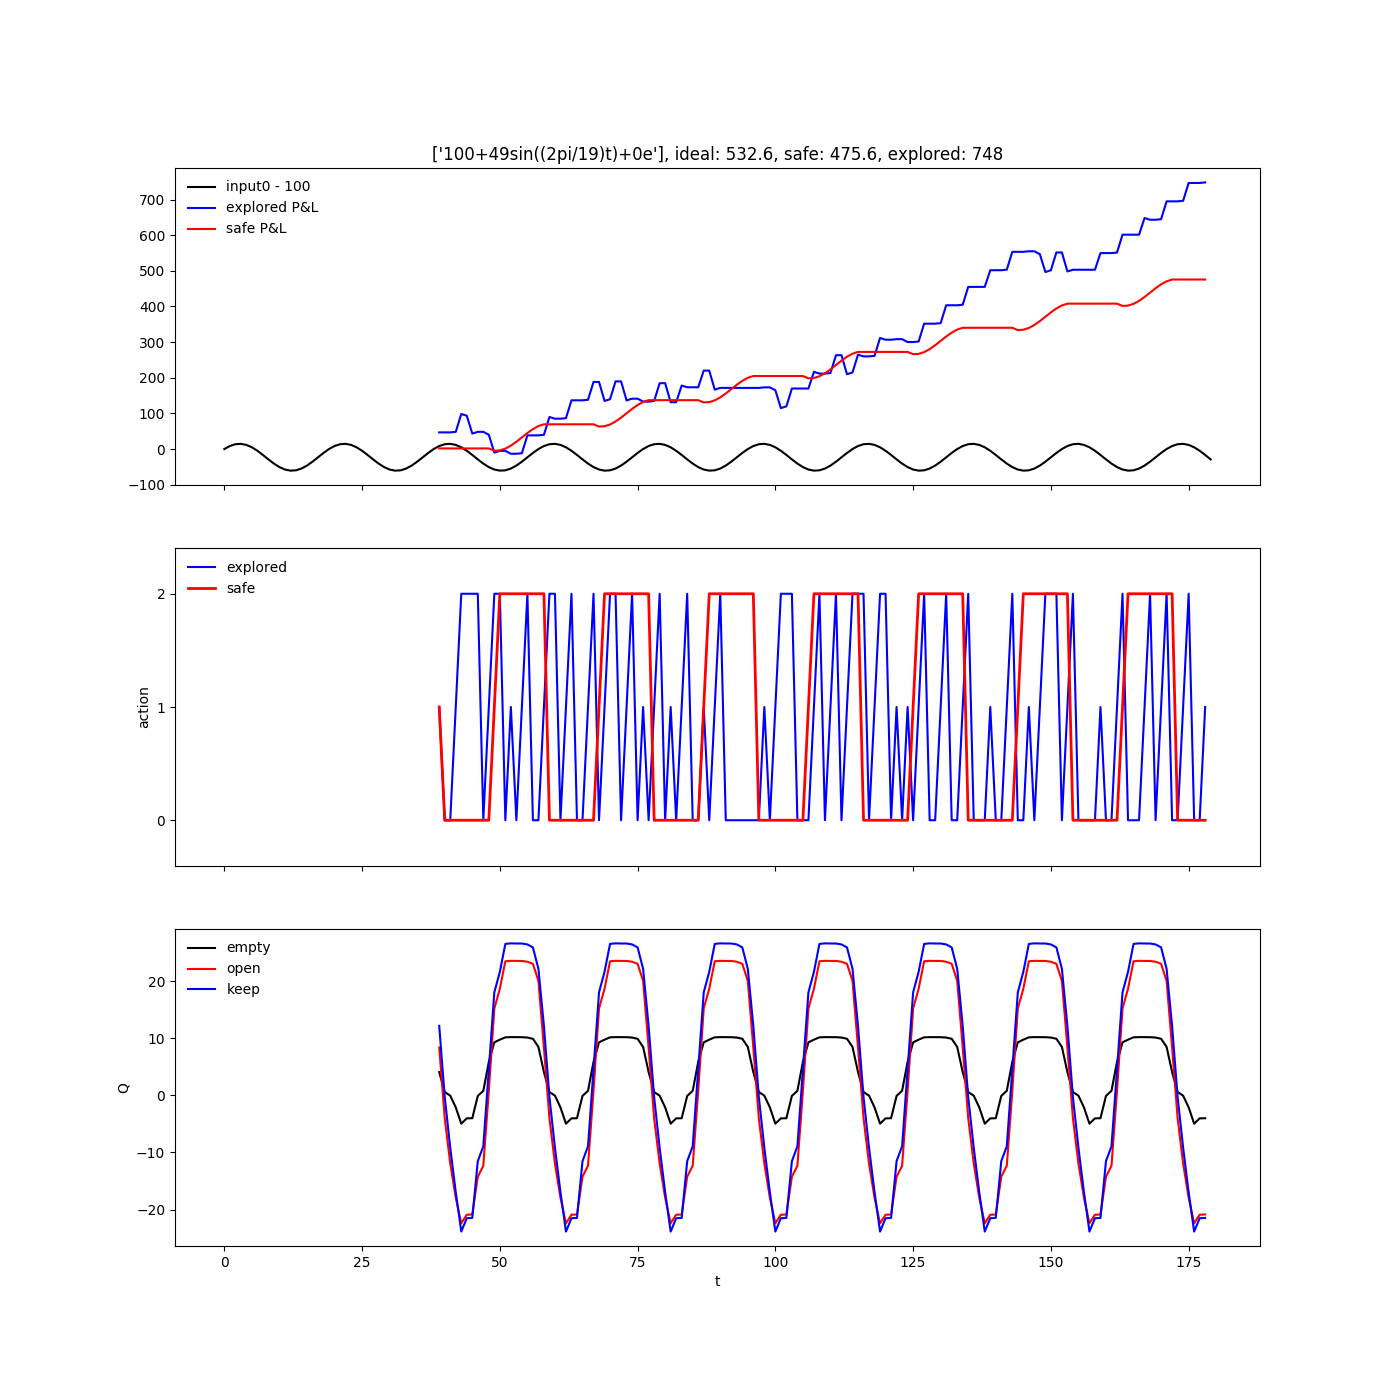 ['100+49sin((2pi/19)t)+0e'], ideal: 532.6, safe: 475.6, explored: 748
input0 - 100
explored P&L
safe P&L
700
600
500
400
300
200
100
0
−100
explored
safe
2
1
0
action
empty
open
keep
20
10
0
−10
−20
Q
0 25 50 75 100 125 150 175
t